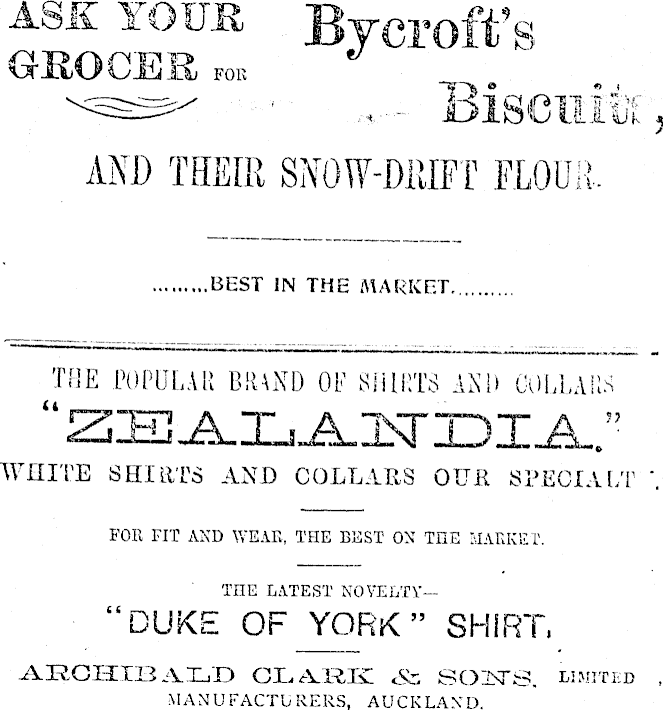 ASK YOUR Bycroft's
GROCER FOR
Biscuits,
AND THEIR SNOW-DRIFT FLOUR.
.........BEST IN THE MARKET..........
THE POPULAR BRAND OF SHIRTS AND COLLARS
"ZEALANDIA."
WHITE SHIRTS AND COLLARS OUR SPECIALT .
FOR FIT AND WEAR, THE BEST ON THE MARKET.
THE LATEST NOVELTY—
"DUKE OF YORK" SHIRT.
ARCHIBALD CLARK & SONS, LIMITED,
MANUFACTURERS, AUCKLAND.